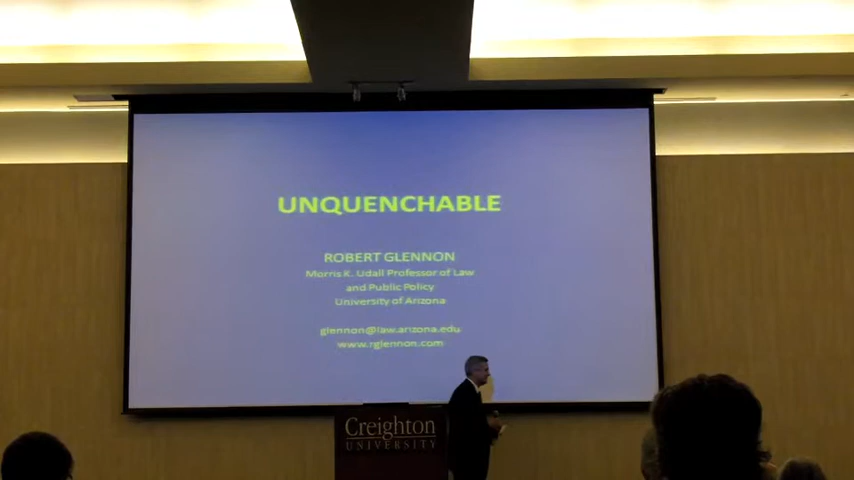 UNQUENCHABLE
ROBERT GLENNON
Morris K. Udall Professor of Law
and Public Policy
University of Arizona
glennon@law.arizona.edu
www.rglennon.com
Creighton
UNIVERSITY